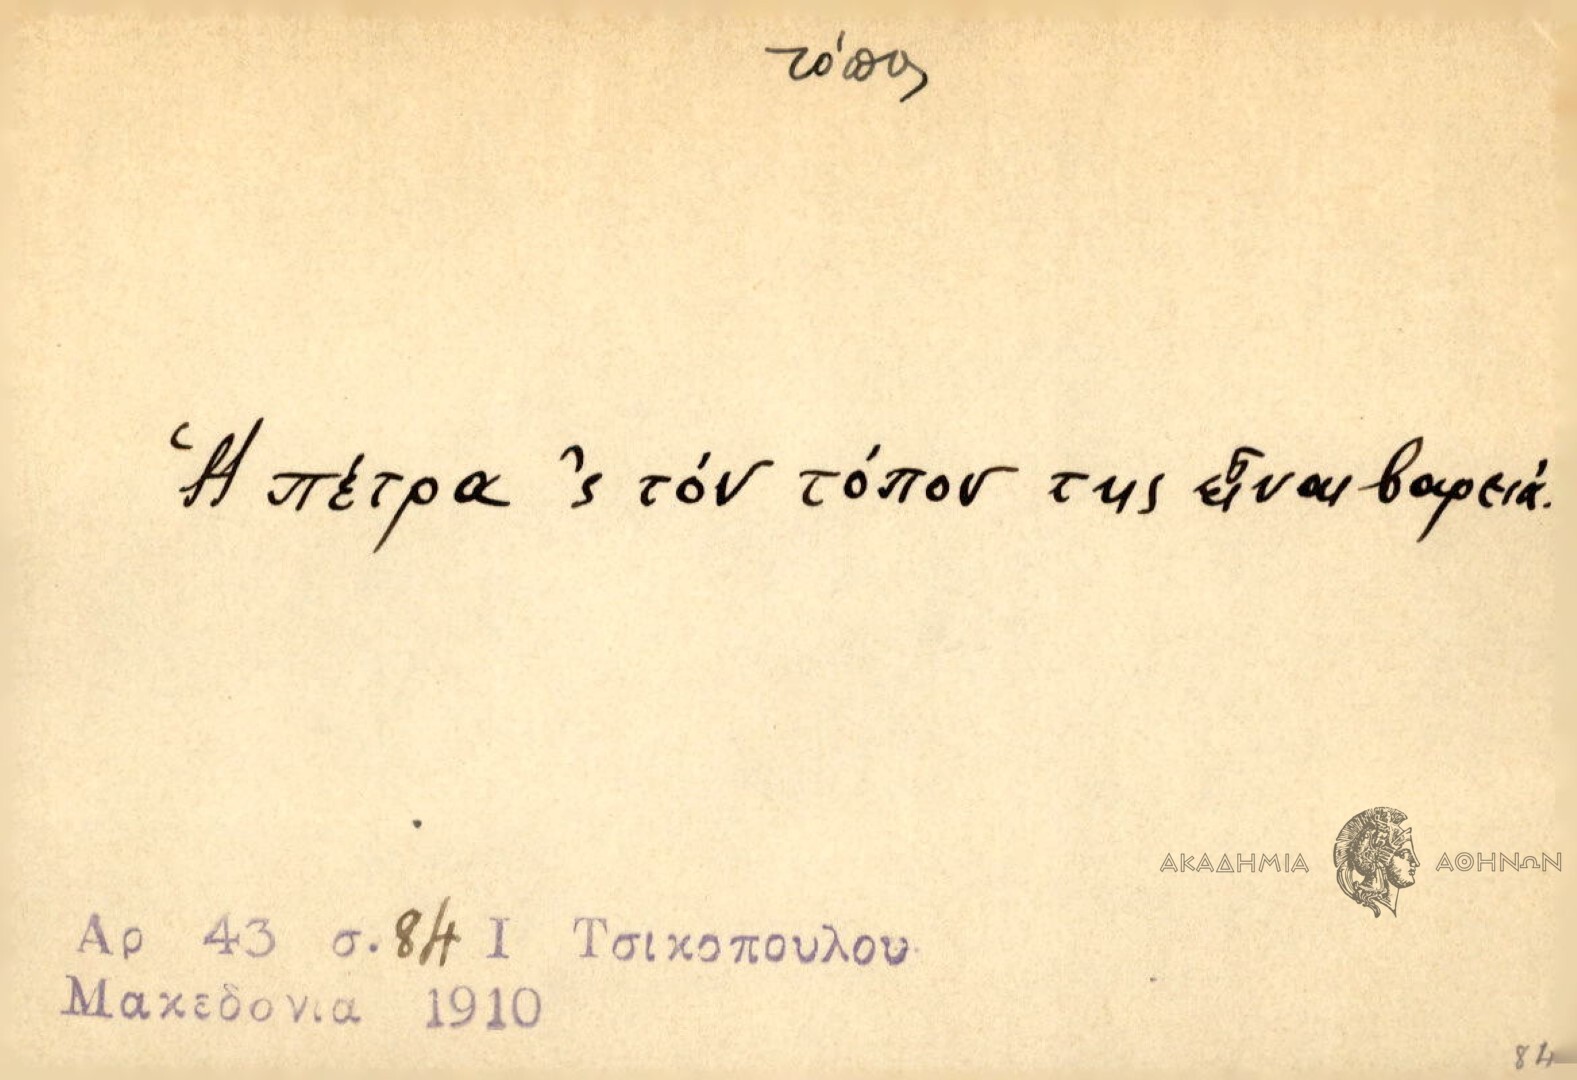 τόπος
Ἡ πέτρα 'ς τόν τόπον της εἶναι βαρειά.
ΑΚΑΔΗΜΙΑ ΑΘΗΝΩΝ
Αρ 43 σ. 84 Ι Τσικοπουλου
Μακεδονια 1910
84